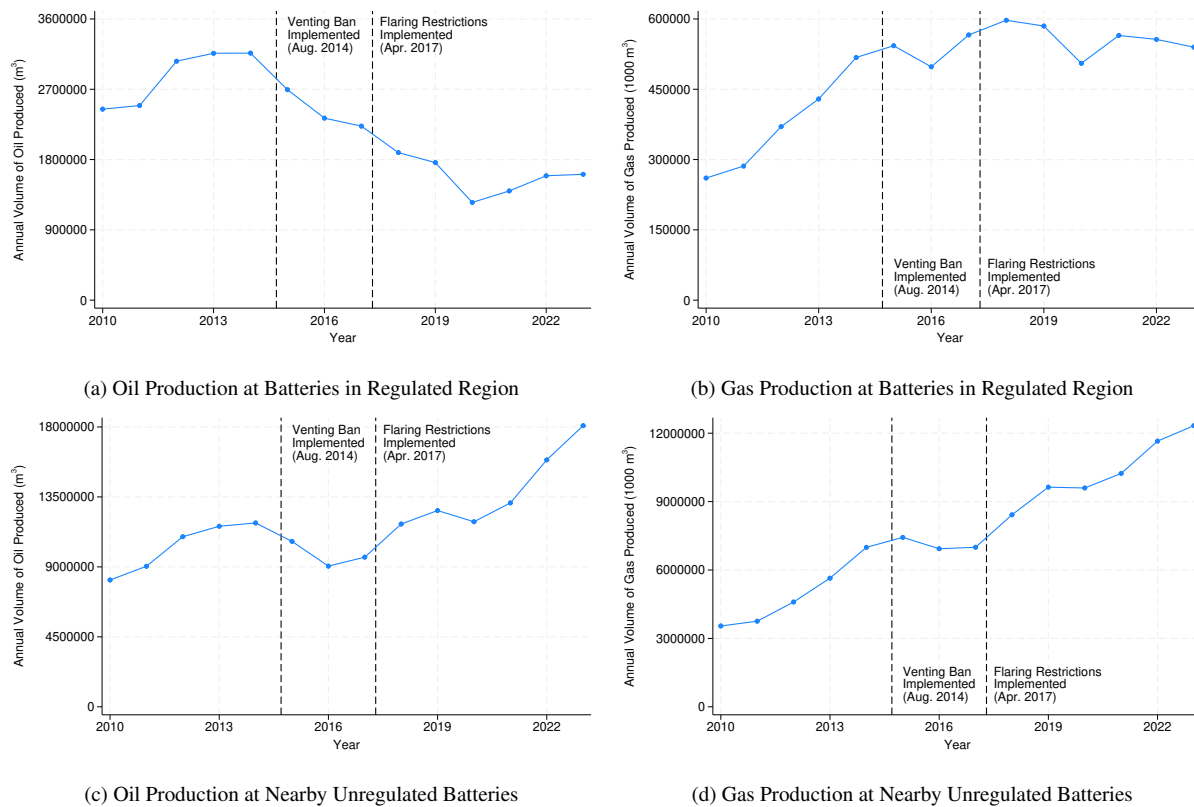 Annual Volume of Oil Produced (m³)
3600000
2700000
1800000
900000
0
Venting Ban
Implemented
(Aug. 2014)
Flaring Restrictions
Implemented
(Apr. 2017)
2010
2013
2016
2019
2022
Year
(a) Oil Production at Batteries in Regulated Region
Annual Volume of Gas Produced (1000 m³)
600000
450000
300000
150000
0
Venting Ban
Implemented
(Aug. 2014)
Flaring Restrictions
Implemented
(Apr. 2017)
2010
2013
2016
2019
2022
Year
(b) Gas Production at Batteries in Regulated Region
Annual Volume of Oil Produced (m³)
18000000
13500000
9000000
4500000
0
Venting Ban
Implemented
(Aug. 2014)
Flaring Restrictions
Implemented
(Apr. 2017)
2010
2013
2016
2019
2022
Year
(c) Oil Production at Nearby Unregulated Batteries
Annual Volume of Gas Produced (1000 m³)
12000000
9000000
6000000
3000000
0
Venting Ban
Implemented
(Aug. 2014)
Flaring Restrictions
Implemented
(Apr. 2017)
2010
2013
2016
2019
2022
Year
(d) Gas Production at Nearby Unregulated Batteries